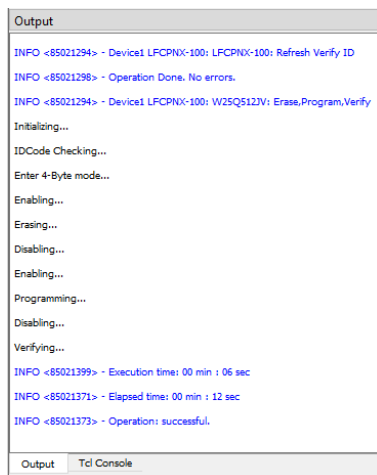 Output
INFO <85021294> - Device1 LFCPNX-100: LFCPNX-100: Refresh Verify ID
INFO <85021298> - Operation Done. No errors.
INFO <85021294> - Device1 LFCPNX-100: W25Q512JV: Erase,Program,Verify
Initializing...
IDCode Checking...
Enter 4-Byte mode...
Enabling...
Erasing...
Disabling...
Enabling...
Programming...
Disabling...
Verifying...
INFO <85021399> - Execution time: 00 min : 06 sec
INFO <85021371> - Elapsed time: 00 min : 12 sec
INFO <85021373> - Operation: successful.
Output Tcl Console